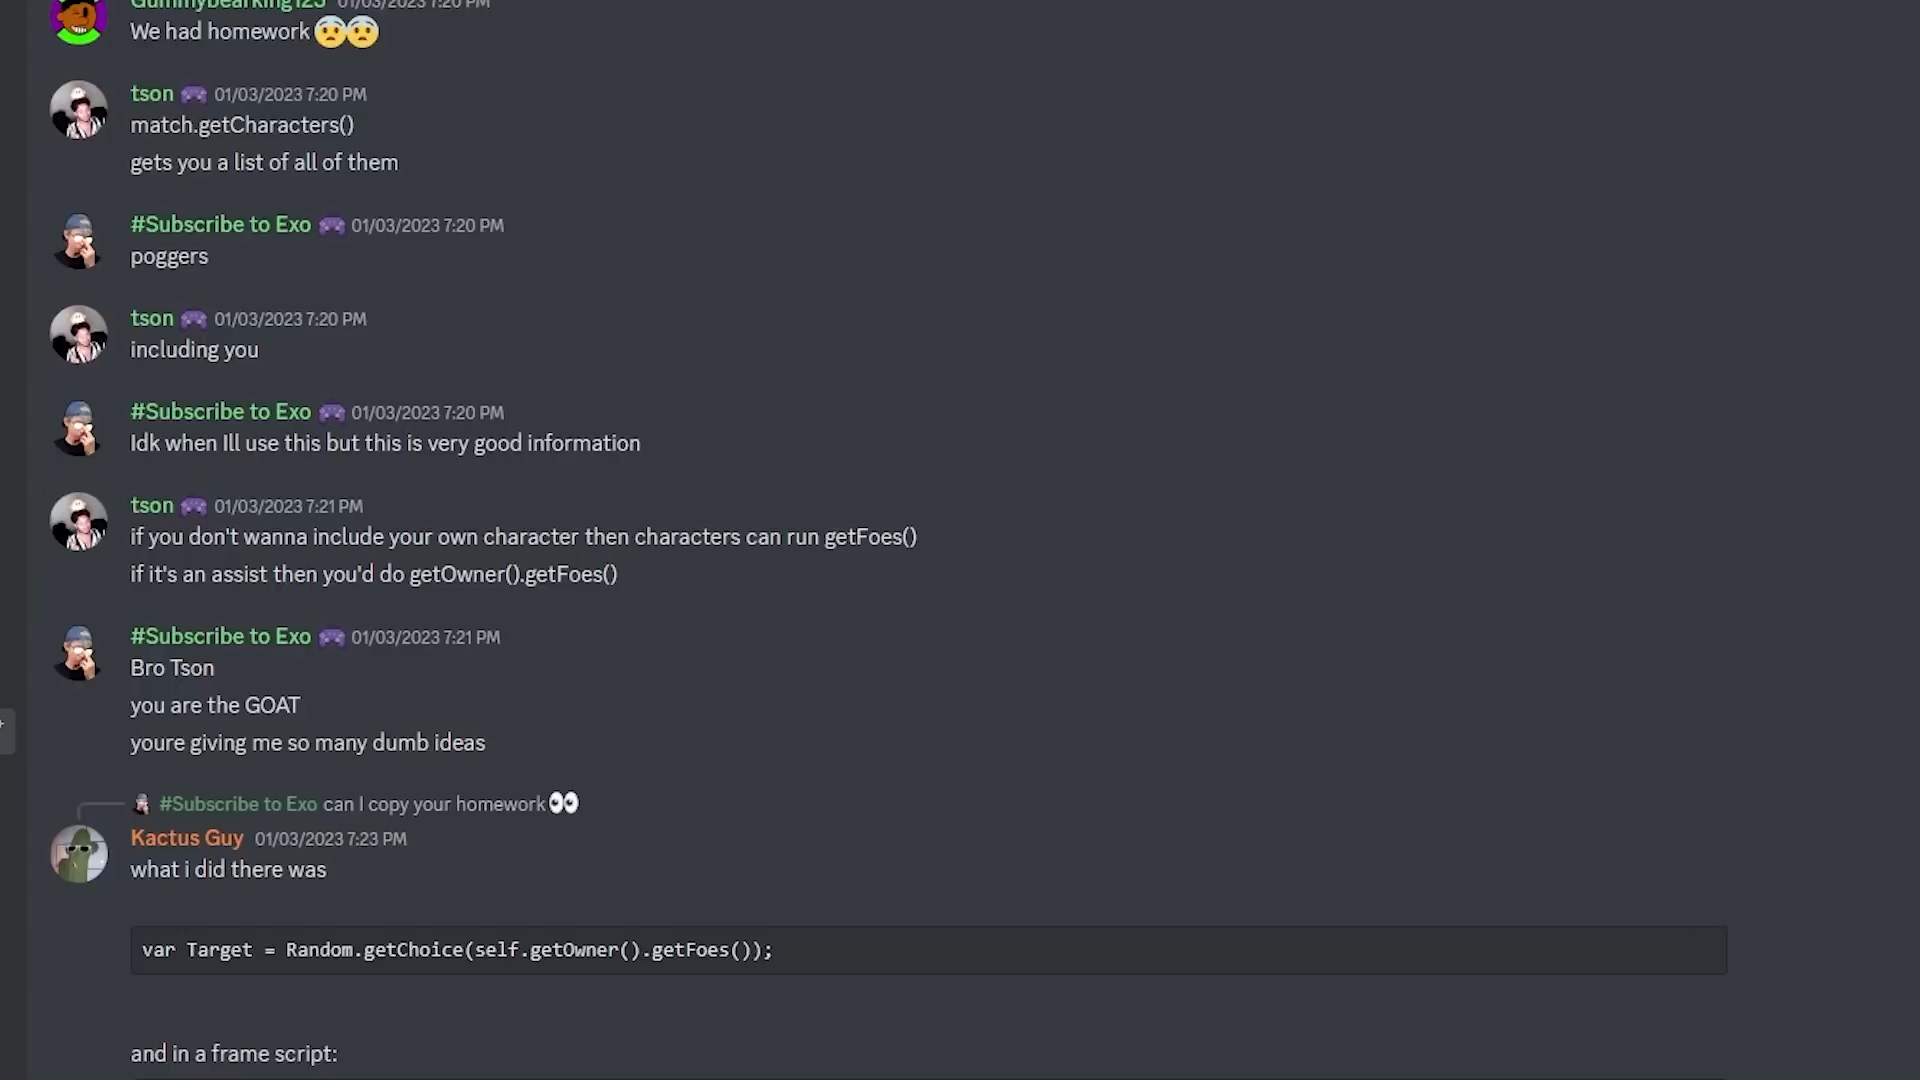 Gummybearking123 01/03/2023 7:20 PM
We had homework 😨😨
tson 01/03/2023 7:20 PM
match.getCharacters()
gets you a list of all of them
#Subscribe to Exo 01/03/2023 7:20 PM
poggers
tson 01/03/2023 7:20 PM
including you
#Subscribe to Exo 01/03/2023 7:20 PM
Idk when Ill use this but this is very good information
tson 01/03/2023 7:21 PM
if you don't wanna include your own character then characters can run getFoes()
if it's an assist then you'd do getOwner().getFoes()
#Subscribe to Exo 01/03/2023 7:21 PM
Bro Tson
you are the GOAT
youre giving me so many dumb ideas
#Subscribe to Exo can I copy your homework 👀
Kactus Guy 01/03/2023 7:23 PM
what i did there was
var Target = Random.getChoice(self.getOwner().getFoes());
and in a frame script: